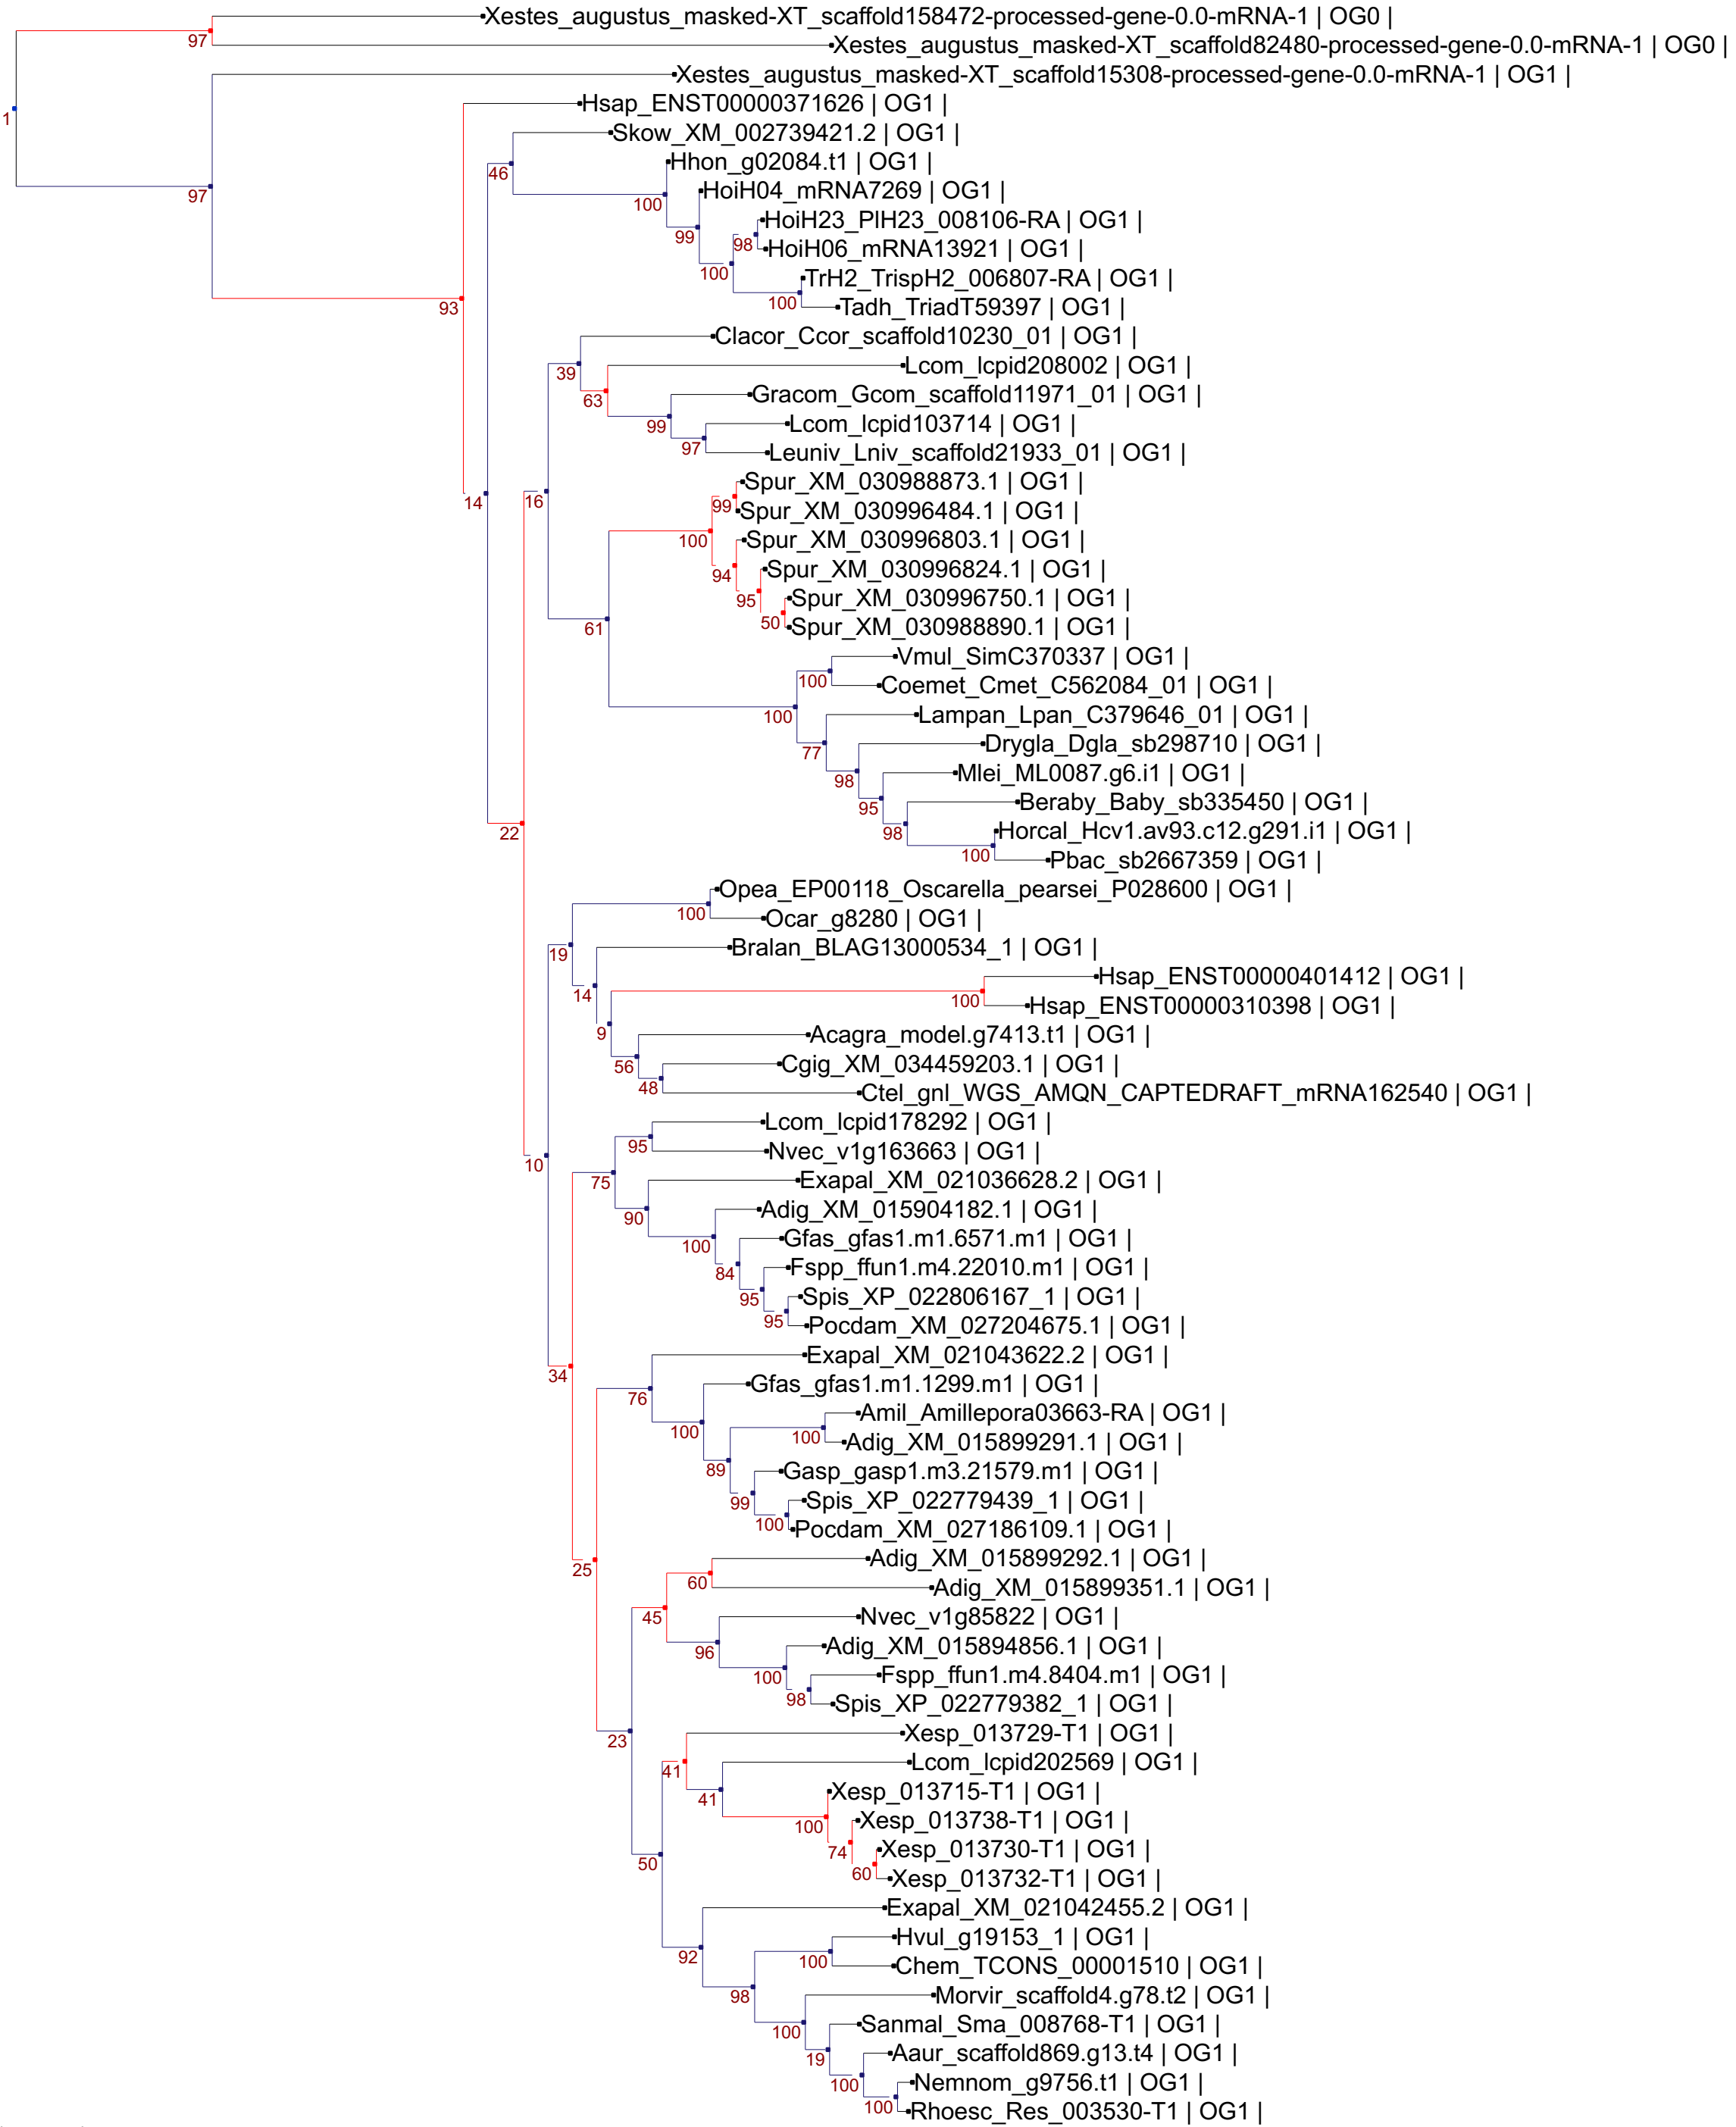 Xestes_augustus_masked-XT_scaffold158472-processed-gene-0.0-mRNA-1 | OG0 |
97
Xestes_augustus_masked-XT_scaffold82480-processed-gene-0.0-mRNA-1 | OG0 |
Xestes_augustus_masked-XT_scaffold15308-processed-gene-0.0-mRNA-1 | OG1 |
Hsap_ENST00000371626 | OG1 |
1
Skow_XM_002739421.2 | OG1 |
Hhon_g02084.t1 | OG1 |
46
HoiH04_mRNA7269 | OG1 |
97
100
HoiH23_PlH23_008106-RA | OG1 |
99
98
HoiH06_mRNA13921 | OG1 |
100
TrH2_TrispH2_006807-RA | OG1 |
100
Tadh_TriadT59397 | OG1 |
93
Clacor_Ccor_scaffold10230_01 | OG1 |
Lcom_lcpid208002 | OG1 |
39
Gracom_Gcom_scaffold11971_01 | OG1 |
63
Lcom_lcpid103714 | OG1 |
99
97
Leuniv_Lniv_scaffold21933_01 | OG1 |
Spur_XM_030988873.1 | OG1 |
14
16
99
Spur_XM_030996484.1 | OG1 |
100
Spur_XM_030996803.1 | OG1 |
94
Spur_XM_030996824.1 | OG1 |
95
Spur_XM_030996750.1 | OG1 |
50
61
Spur_XM_030988890.1 | OG1 |
Vmul_SimC370337 | OG1 |
100
Coemet_Cmet_C562084_01 | OG1 |
100
Lampan_Lpan_C379646_01 | OG1 |
77
Drygla_Dgla_sb298710 | OG1 |
98
Mlei_ML0087.g6.i1 | OG1 |
95
Beraby_Baby_sb335450 | OG1 |
22
98
Horcal_Hcv1.av93.c12.g291.i1 | OG1 |
100
Pbac_sb2667359 | OG1 |
Opea_EP00118_Oscarella_pearsei_P028600 | OG1 |
100
Ocar_g8280 | OG1 |
19
Bralan_BLAG13000534_1 | OG1 |
Hsap_ENST00000401412 | OG1 |
14
100
Hsap_ENST00000310398 | OG1 |
9
Acagra_model.g7413.t1 | OG1 |
56
Cgig_XM_034459203.1 | OG1 |
48
Ctel_gnl_WGS_AMQN_CAPTEDRAFT_mRNA162540 | OG1 |
Lcom_lcpid178292 | OG1 |
95
Nvec_v1g163663 | OG1 |
10
75
Exapal_XM_021036628.2 | OG1 |
90
Adig_XM_015904182.1 | OG1 |
100
Gfas_gfas1.m1.6571.m1 | OG1 |
84
Fspp_ffun1.m4.22010.m1 | OG1 |
95
Spis_XP_022806167_1 | OG1 |
95
Pocdam_XM_027204675.1 | OG1 |
Exapal_XM_021043622.2 | OG1 |
34
Gfas_gfas1.m1.1299.m1 | OG1 |
76
Amil_Amillepora03663-RA | OG1 |
100
100
Adig_XM_015899291.1 | OG1 |
89
Gasp_gasp1.m3.21579.m1 | OG1 |
99
Spis_XP_022779439_1 | OG1 |
100
Pocdam_XM_027186109.1 | OG1 |
Adig_XM_015899292.1 | OG1 |
25
60
Adig_XM_015899351.1 | OG1 |
45
Nvec_v1g85822 | OG1 |
96
Adig_XM_015894856.1 | OG1 |
100
Fspp_ffun1.m4.8404.m1 | OG1 |
98
Spis_XP_022779382_1 | OG1 |
23
Xesp_013729-T1 | OG1 |
41
Lcom_lcpid202569 | OG1 |
41
Xesp_013715-T1 | OG1 |
100
Xesp_013738-T1 | OG1 |
74
Xesp_013730-T1 | OG1 |
50
60
Xesp_013732-T1 | OG1 |
Exapal_XM_021042455.2 | OG1 |
92
Hvul_g19153_1 | OG1 |
100
Chem_TCONS_00001510 | OG1 |
98
Morvir_scaffold4.g78.t2 | OG1 |
100
Sanmal_Sma_008768-T1 | OG1 |
19
Aaur_scaffold869.g13.t4 | OG1 |
100
Nemnom_g9756.t1 | OG1 |
100
Rhoesc_Res_003530-T1 | OG1 |